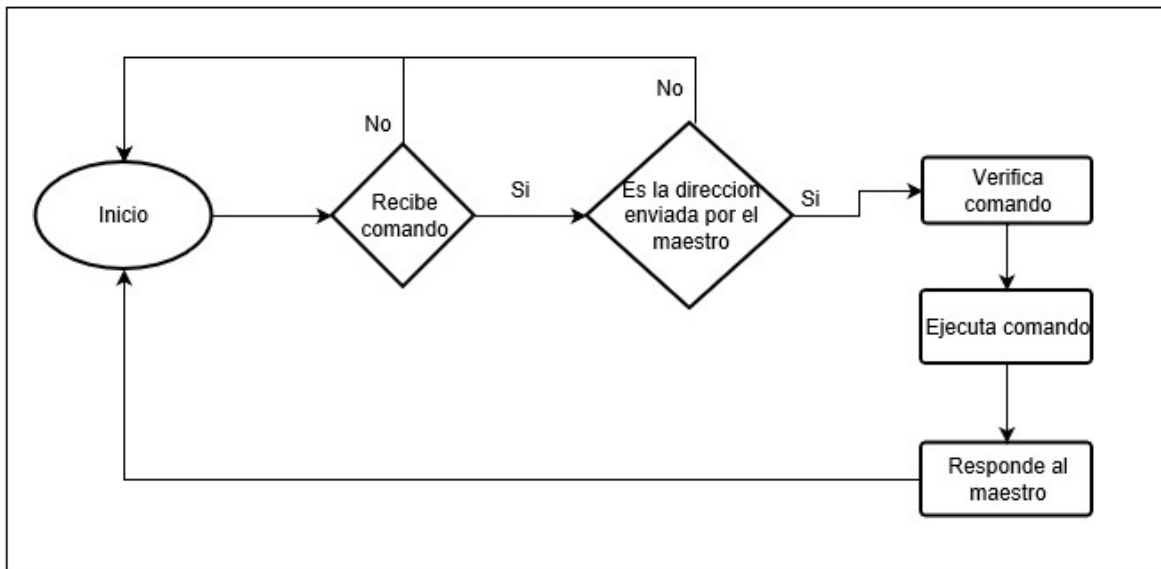 No
No
Inicio
Recibe
comando
Si
Es la direccion
enviada por el
maestro
Si
Verifica
comando
Ejecuta comando
Responde al
maestro